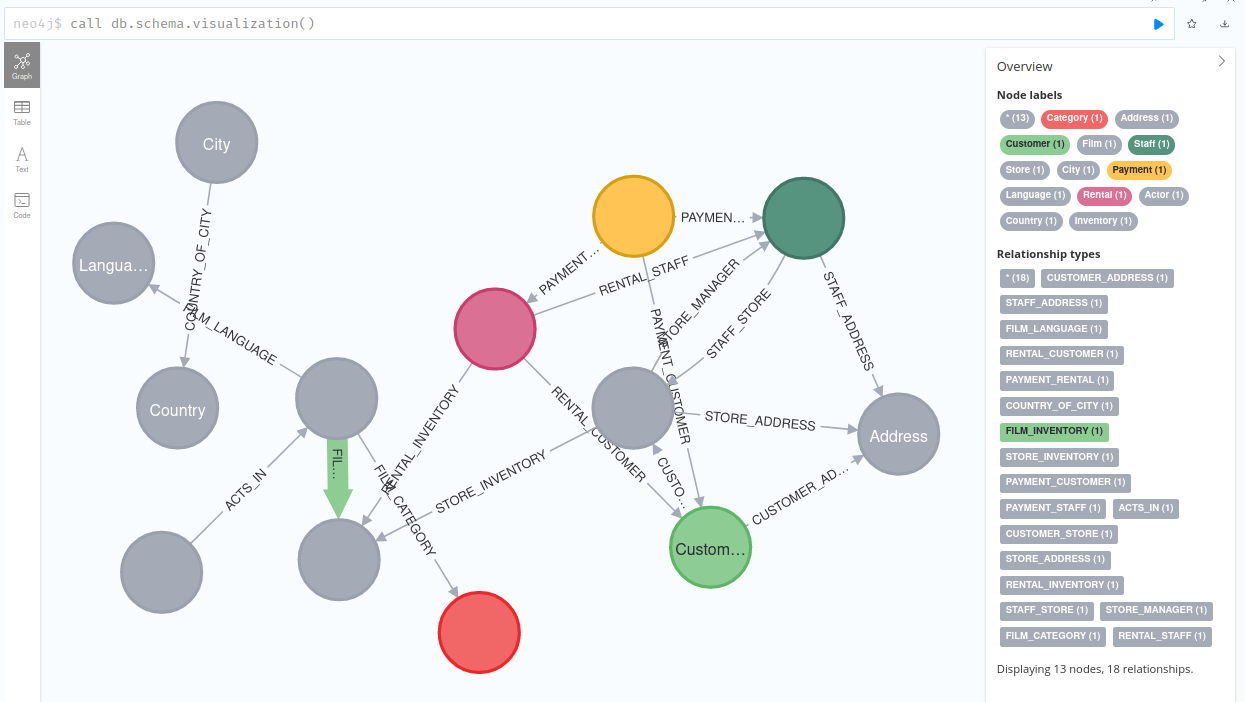 neo4j$ call db.schema.visualization()
Graph
Table
Text
Code
City
COUNTRY_OF_CITY
Langua…
FILM_LANGUAGE
Country
ACTS_IN
FIL…
FILM_CATEGORY
RENTAL_INVENTORY
STORE_INVENTORY
PAYMENT…
PAYMEN…
RENTAL_STAFF
PAYMENT_CUSTOMER
STORE_MANAGER
STAFF_STORE
STAFF_ADDRESS
RENTAL_CUSTOMER
STORE_ADDRESS
Address
CUSTO…
CUSTOMER_AD…
Custom…
Overview
Node labels
* (13) Category (1) Address (1)
Customer (1) Film (1) Staff (1)
Store (1) City (1) Payment (1)
Language (1) Rental (1) Actor (1)
Country (1) Inventory (1)
Relationship types
* (18) CUSTOMER_ADDRESS (1)
STAFF_ADDRESS (1)
FILM_LANGUAGE (1)
RENTAL_CUSTOMER (1)
PAYMENT_RENTAL (1)
COUNTRY_OF_CITY (1)
FILM_INVENTORY (1)
STORE_INVENTORY (1)
PAYMENT_CUSTOMER (1)
PAYMENT_STAFF (1) ACTS_IN (1)
CUSTOMER_STORE (1)
STORE_ADDRESS (1)
RENTAL_INVENTORY (1)
STAFF_STORE (1) STORE_MANAGER (1)
FILM_CATEGORY (1) RENTAL_STAFF (1)
Displaying 13 nodes, 18 relationships.